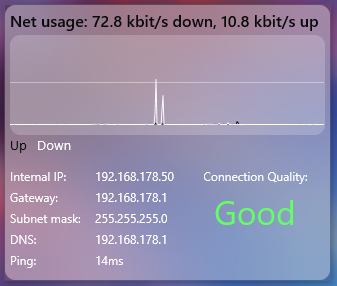 Net usage: 72.8 kbit/s down, 10.8 kbit/s up
Up Down
Internal IP: 192.168.178.50
Gateway: 192.168.178.1
Subnet mask: 255.255.255.0
DNS: 192.168.178.1
Ping: 14ms
Connection Quality:
Good